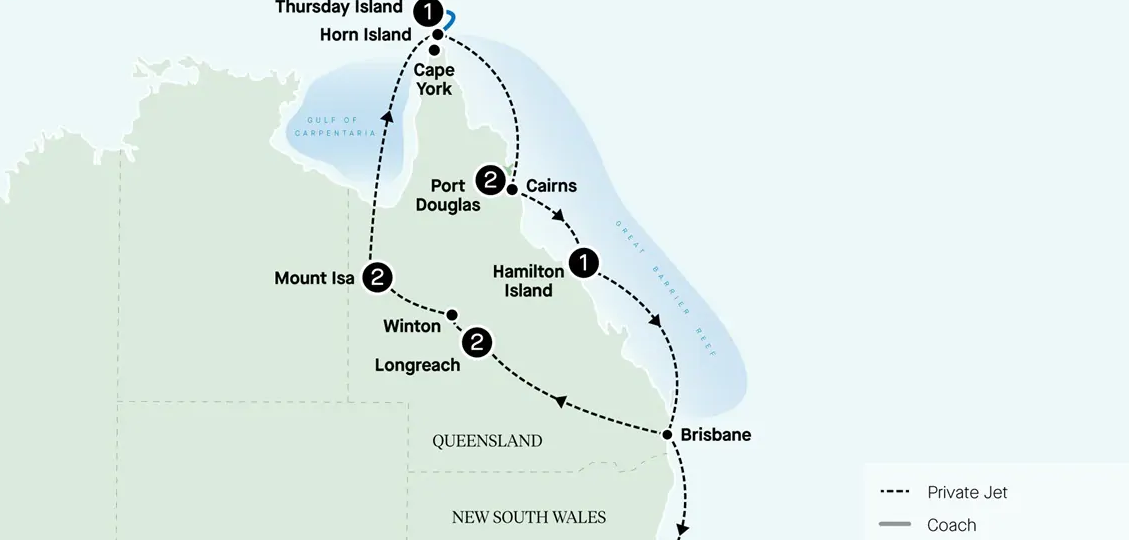 Thursday Island
1
Horn Island
Cape
York
GULF OF
CARPENTARIA
Port
Douglas
2
Cairns
GREAT BARRIER REEF
Hamilton
Island
1
Mount Isa
2
Winton
2
Longreach
Brisbane
QUEENSLAND
NEW SOUTH WALES
Private Jet
Coach